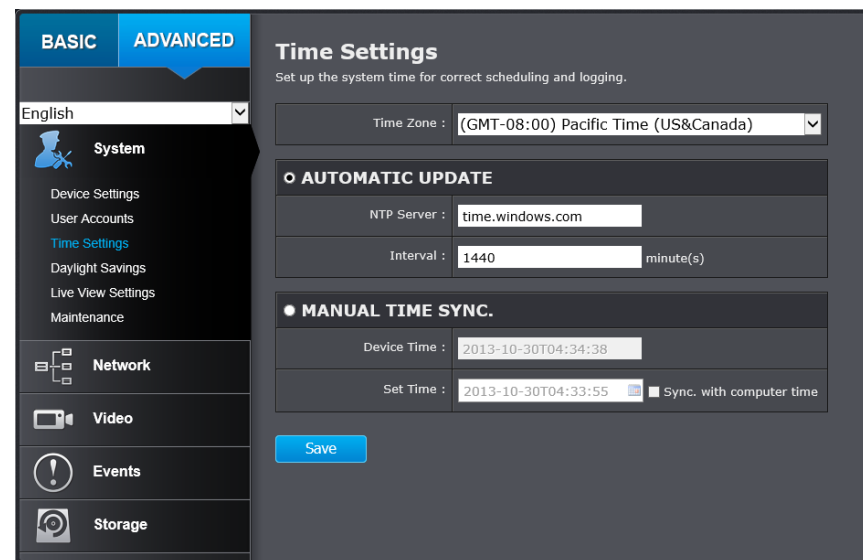 BASIC
ADVANCED
English
System
Device Settings
User Accounts
Time Settings
Daylight Savings
Live View Settings
Maintenance
Network
Video
Events
Storage
Time Settings
Set up the system time for correct scheduling and logging.
Time Zone : (GMT-08:00) Pacific Time (US&Canada)
AUTOMATIC UPDATE
NTP Server : time.windows.com
Interval : 1440 minute(s)
MANUAL TIME SYNC.
Device Time : 2013-10-30T04:34:38
Set Time : 2013-10-30T04:33:55 Sync. with computer time
Save